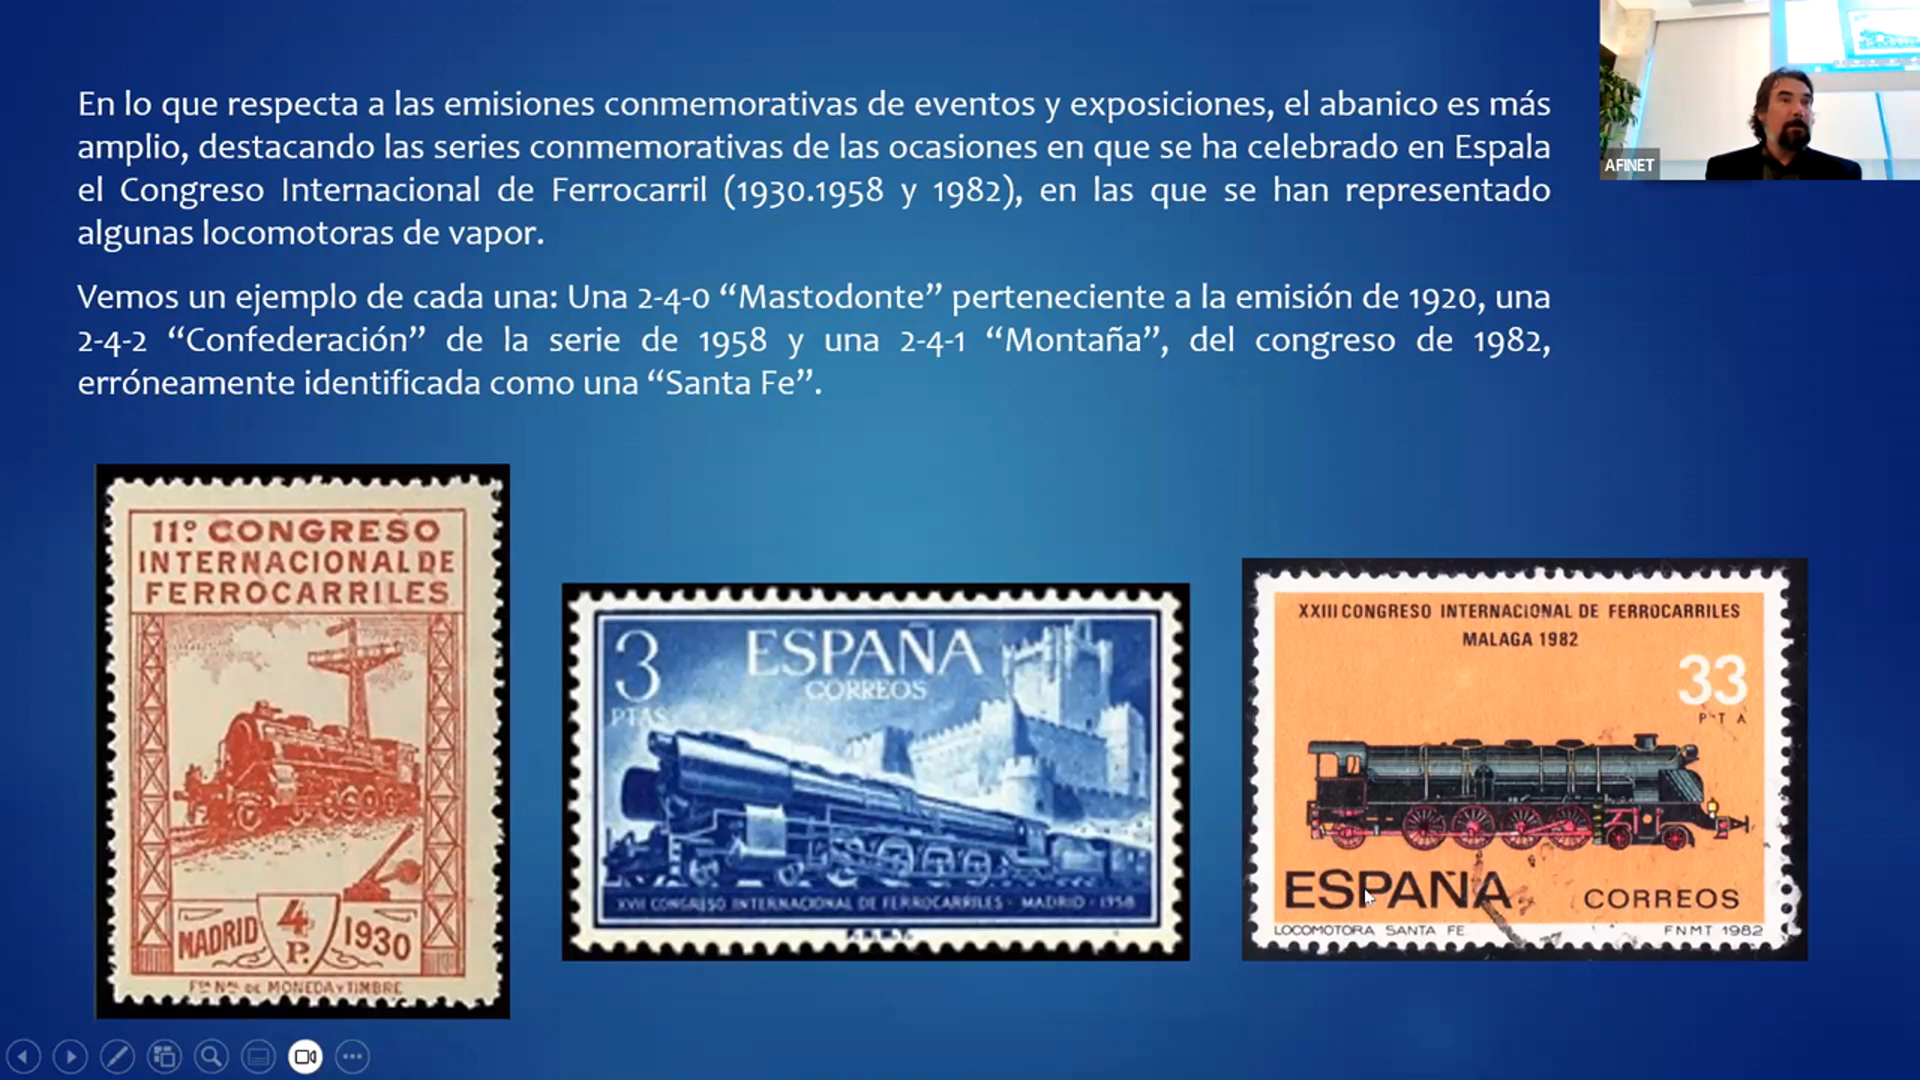 En lo que respecta a las emisiones conmemorativas de eventos y exposiciones, el abanico es más
amplio, destacando las series conmemorativas de las ocasiones en que se ha celebrado en Espala
el Congreso Internacional de Ferrocarril (1930.1958 y 1982), en las que se han representado
algunas locomotoras de vapor.
Vemos un ejemplo de cada una: Una 2-4-0 “Mastodonte” perteneciente a la emisión de 1920, una
2-4-2 “Confederación” de la serie de 1958 y una 2-4-1 “Montaña”, del congreso de 1982,
erróneamente identificada como una “Santa Fe”.
AFINET
11º CONGRESO
INTERNACIONAL DE
FERROCARRILES
MADRID 4 P. 1930
Fca Nal DE MONEDA Y TIMBRE
3
PTAS
ESPAÑA
CORREOS
XVII CONGRESO INTERNACIONAL DE FERROCARRILES - MADRID - 1958
F.N.M.T.
XXIII CONGRESO INTERNACIONAL DE FERROCARRILES
MALAGA 1982
33
PTA
ESPAÑA
CORREOS
LOCOMOTORA SANTA FE
FNMT 1982